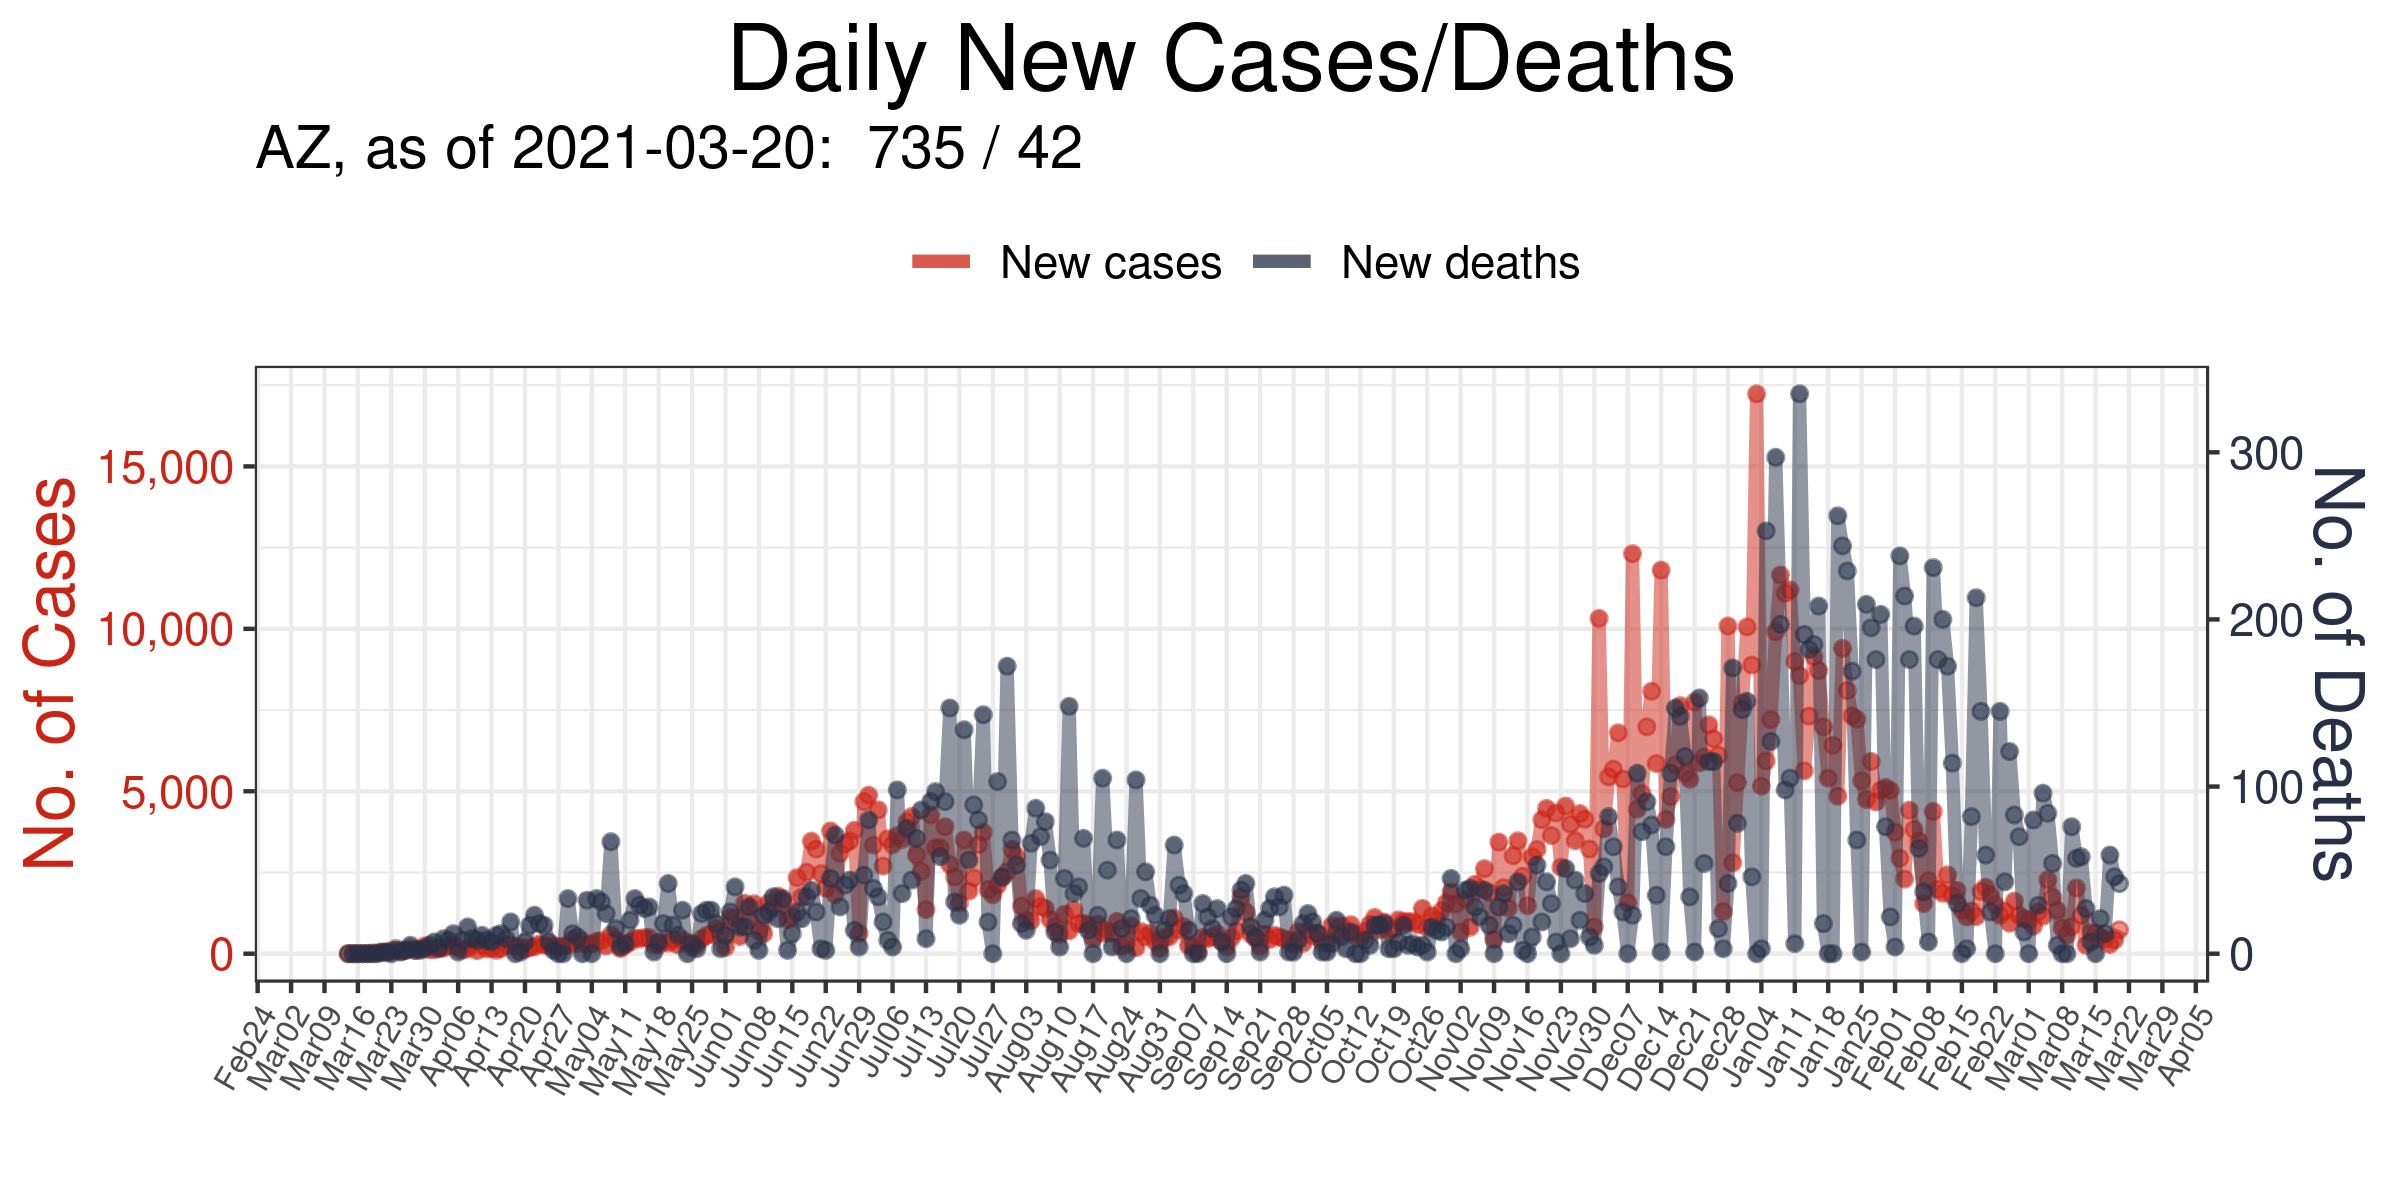 Daily New Cases/Deaths
AZ, as of 2021-03-20:  735 / 42
New cases
New deaths
No. of Cases
15,000
10,000
5,000
0
300
200
100
0
No. of Deaths
Feb24
Mar02
Mar09
Mar16
Mar23
Mar30
Apr06
Apr13
Apr20
Apr27
May04
May11
May18
May25
Jun01
Jun08
Jun15
Jun22
Jun29
Jul06
Jul13
Jul20
Jul27
Aug03
Aug10
Aug17
Aug24
Aug31
Sep07
Sep14
Sep21
Sep28
Oct05
Oct12
Oct19
Oct26
Nov02
Nov09
Nov16
Nov23
Nov30
Dec07
Dec14
Dec21
Dec28
Jan04
Jan11
Jan18
Jan25
Feb01
Feb08
Feb15
Feb22
Mar01
Mar08
Mar15
Mar22
Mar29
Apr05